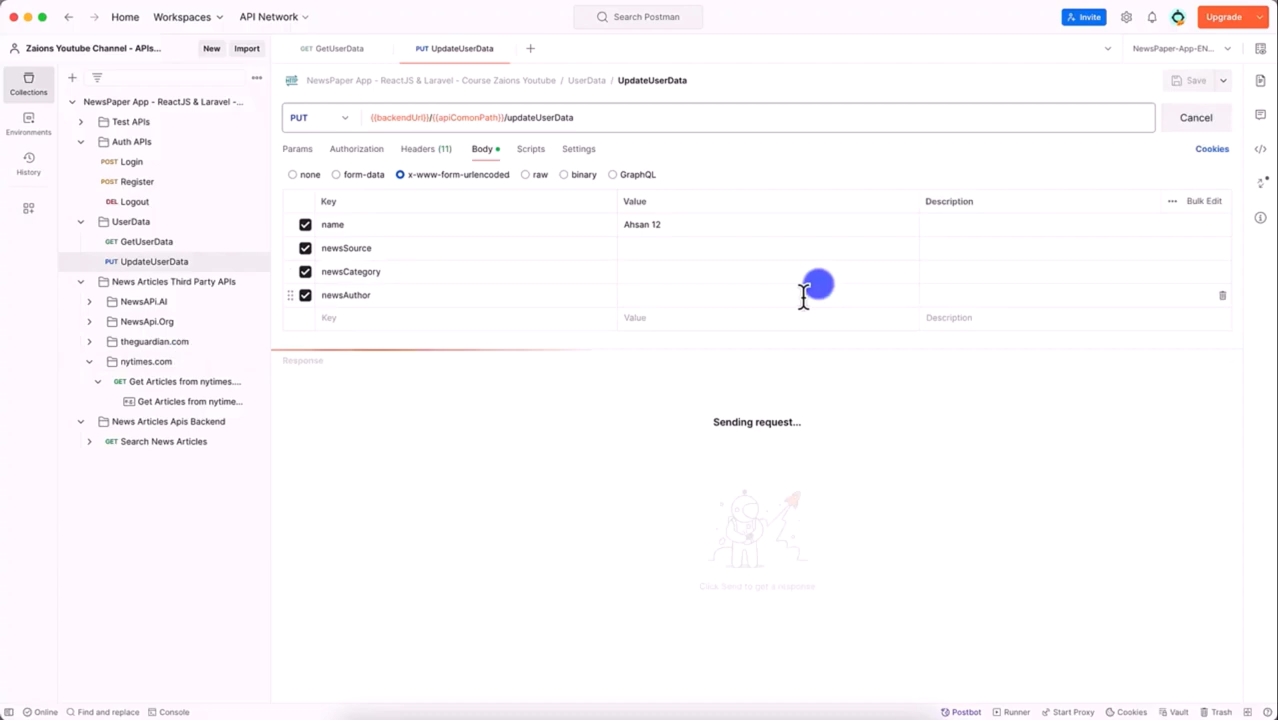 Home Workspaces API Network Search Postman Invite Upgrade
Zaions Youtube Channel - APIs... New Import GetUserData PUT UpdateUserData NewsPaper App-EN...
Collections
Environments
History
NewsPaper App - ReactJS & Laravel -...
Test APIs
Auth APIs
POST Login
POST Register
DEL Logout
UserData
GET GetUserData
PUT UpdateUserData
News Articles Third Party APIs
NewsAPi.AI
NewsApi.Org
theguardian.com
nytimes.com
GET Get Articles from nytimes....
Get Articles from nytime...
News Articles Apis Backend
GET Search News Articles
NewsPaper App - ReactJS & Laravel - Course Zaions Youtube / UserData / UpdateUserData Save
PUT {{backendUrl}}/{{apiComonPath}}/updateUserData Cancel
Params Authorization Headers (11) Body Scripts Settings Cookies
none form-data x-www-form-urlencoded raw binary GraphQL
Key Value Description Bulk Edit
name Ahsan 12
newsSource
newsCategory
newsAuthor
Key Value Description
Response
Sending request...
Click Send to get a response
Online Find and replace Console Postbot Runner Start Proxy Cookies Vault Trash